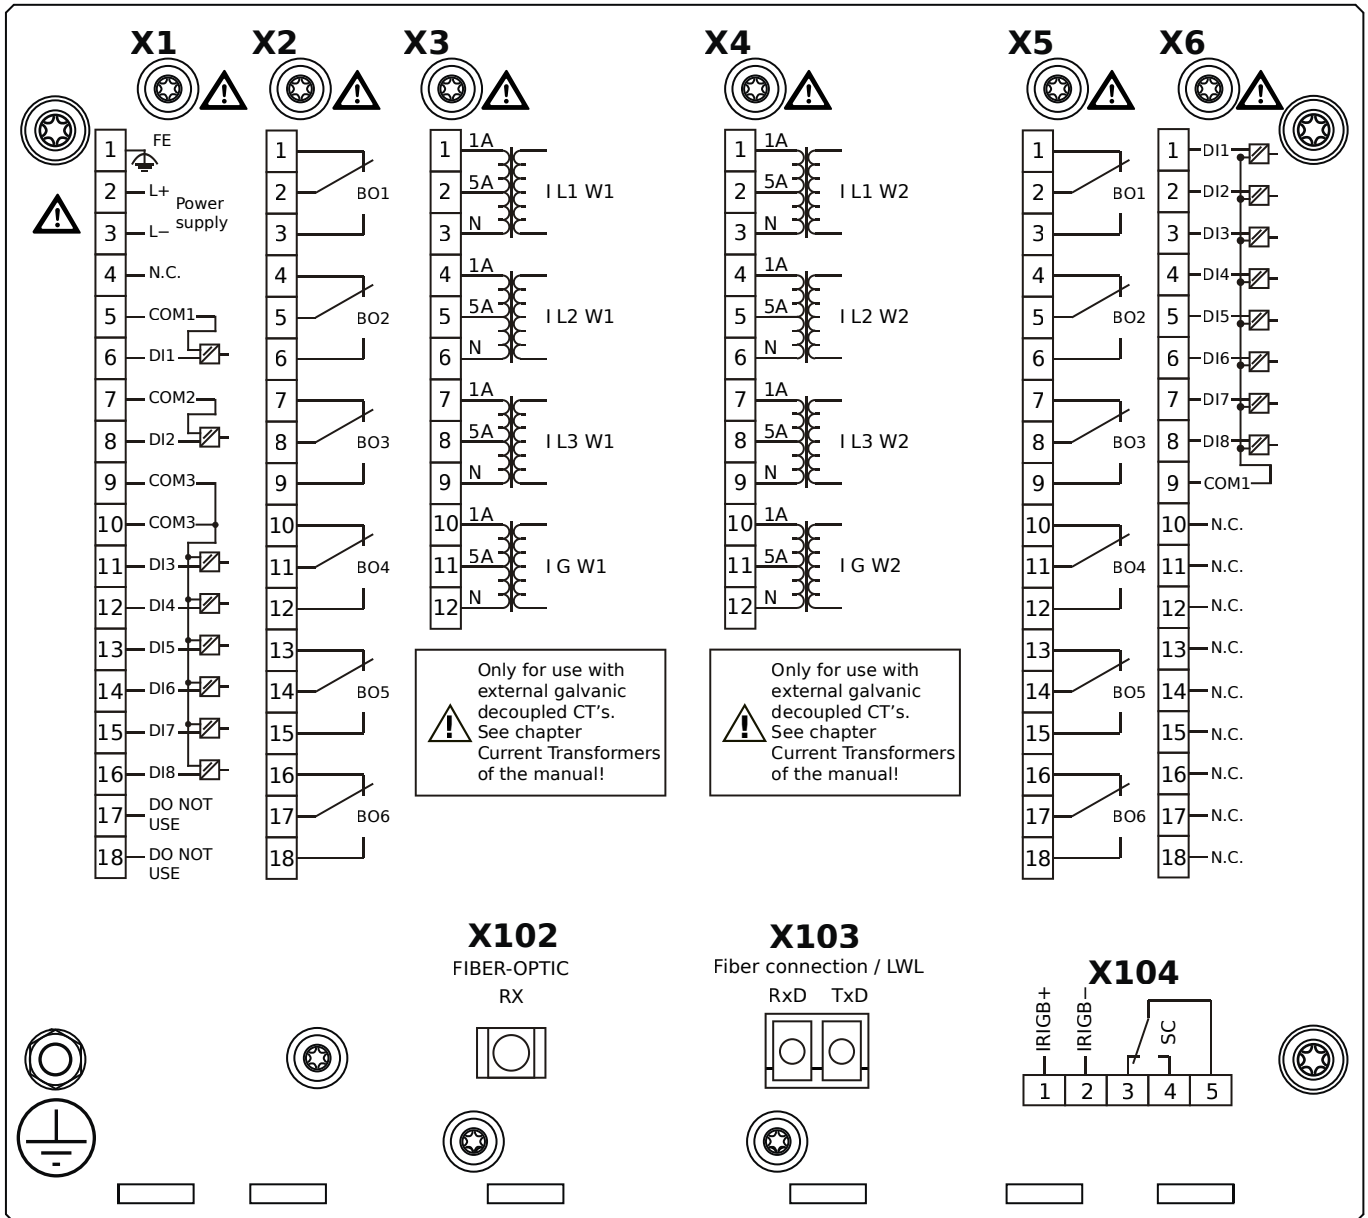 X1 X2 X3 X4 X5 X6
1 FE
2 L+
Power
supply
3 L−
4 N.C.
5 COM1
6 DI1
7 COM2
8 DI2
9 COM3
10 COM3
11 DI3
12 DI4
13 DI5
14 DI6
15 DI7
16 DI8
17 DO NOT
USE
18 DO NOT
USE
1
2 BO1
3
4
5 BO2
6
7
8 BO3
9
10
11 BO4
12
13
14 BO5
15
16
17 BO6
18
1 1A
2 5A I L1 W1
3 N
4 1A
5 5A I L2 W1
6 N
7 1A
8 5A I L3 W1
9 N
10 1A
11 5A I G W1
12 N
Only for use with
external galvanic
decoupled CT's.
See chapter
Current Transformers
of the manual!
1 1A
2 5A I L1 W2
3 N
4 1A
5 5A I L2 W2
6 N
7 1A
8 5A I L3 W2
9 N
10 1A
11 5A I G W2
12 N
Only for use with
external galvanic
decoupled CT's.
See chapter
Current Transformers
of the manual!
1
2 BO1
3
4
5 BO2
6
7
8 BO3
9
10
11 BO4
12
13
14 BO5
15
16
17 BO6
18
1 DI1
2 DI2
3 DI3
4 DI4
5 DI5
6 DI6
7 DI7
8 DI8
9 COM1
10 N.C.
11 N.C.
12 N.C.
13 N.C.
14 N.C.
15 N.C.
16 N.C.
17 N.C.
18 N.C.
X102
FIBER-OPTIC
RX
X103
Fiber connection / LWL
RxD TxD
X104
IRIGB+
IRIGB−
SC
1 2 3 4 5